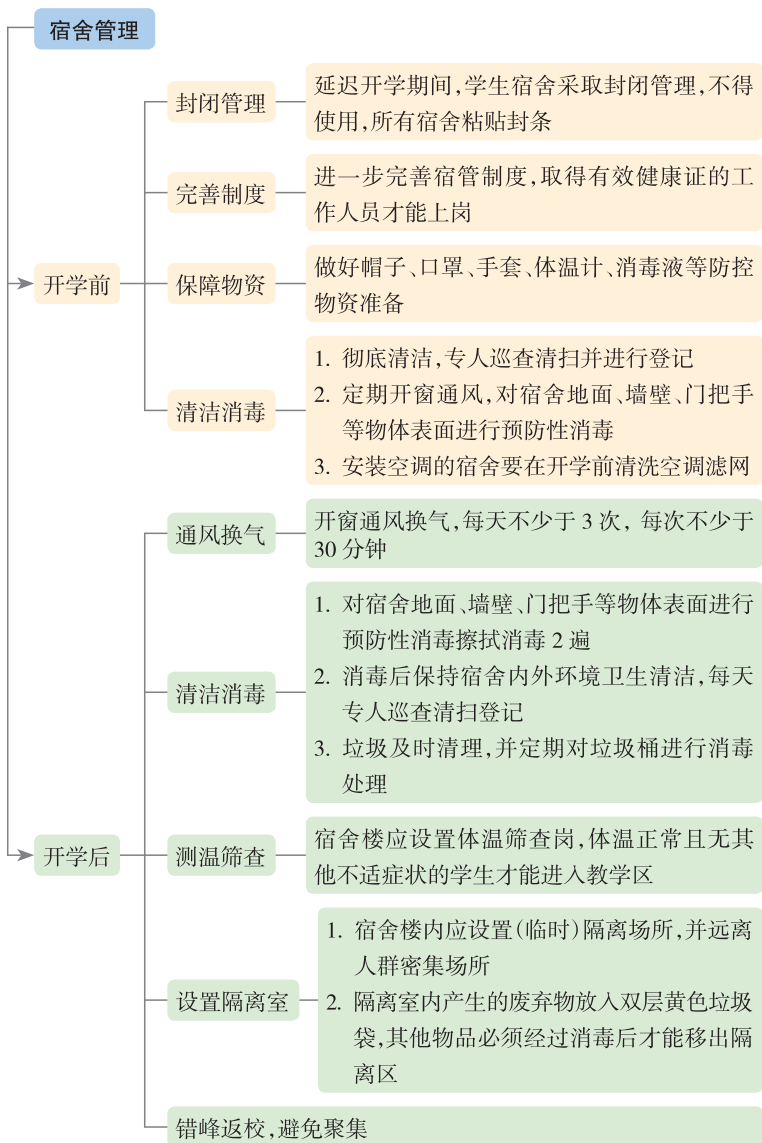 宿舍管理
开学前
封闭管理
延迟开学期间,学生宿舍采取封闭管理,不得
使用,所有宿舍粘贴封条
完善制度
进一步完善宿管制度,取得有效健康证的工
作人员才能上岗
保障物资
做好帽子、口罩、手套、体温计、消毒液等防控
物资准备
清洁消毒
1. 彻底清洁,专人巡查清扫并进行登记
2. 定期开窗通风,对宿舍地面、墙壁、门把手
等物体表面进行预防性消毒
3. 安装空调的宿舍要在开学前清洗空调滤网
开学后
通风换气
开窗通风换气,每天不少于 3 次, 每次不少于
30 分钟
清洁消毒
1. 对宿舍地面、墙壁、门把手等物体表面进行
预防性消毒擦拭消毒 2 遍
2. 消毒后保持宿舍内外环境卫生清洁,每天
专人巡查清扫登记
3. 垃圾及时清理,并定期对垃圾桶进行消毒
处理
测温筛查
宿舍楼应设置体温筛查岗,体温正常且无其
他不适症状的学生才能进入教学区
设置隔离室
1. 宿舍楼内应设置(临时)隔离场所,并远离
人群密集场所
2. 隔离室内产生的废弃物放入双层黄色垃圾
袋,其他物品必须经过消毒后才能移出隔
离区
错峰返校,避免聚集